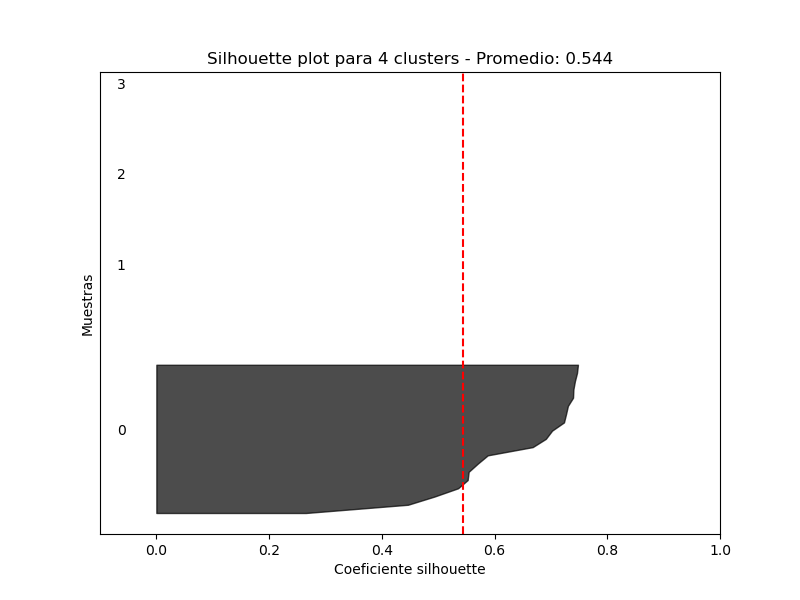 Silhouette plot para 4 clusters - Promedio: 0.544
3
2
1
0
Muestras
0.0 0.2 0.4 0.6 0.8 1.0
Coeficiente silhouette